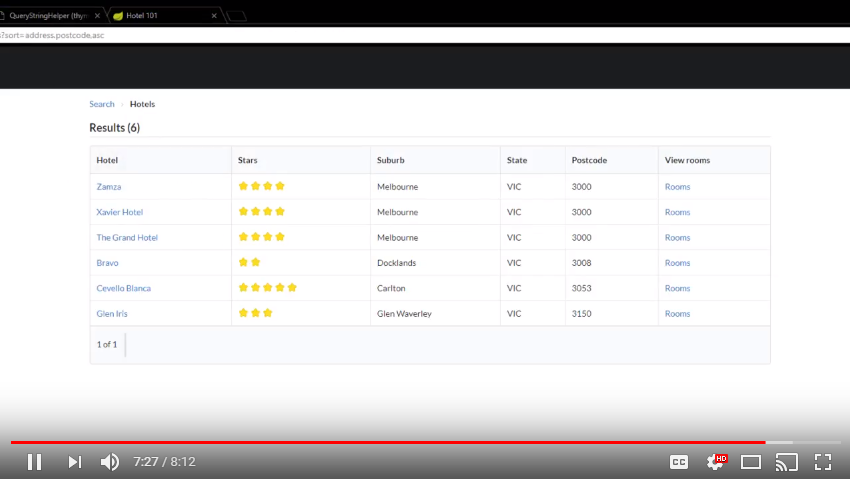 QueryStringHelper (thym
Hotel 101
s?sort=address.postcode,asc
Search Hotels
Results (6)
Hotel Stars Suburb State Postcode View rooms
Zamza Melbourne VIC 3000 Rooms
Xavier Hotel Melbourne VIC 3000 Rooms
The Grand Hotel Melbourne VIC 3000 Rooms
Bravo Docklands VIC 3008 Rooms
Cevello Blanca Carlton VIC 3053 Rooms
Glen Iris Glen Waverley VIC 3150 Rooms
1 of 1
7:27 / 8:12
CC HD